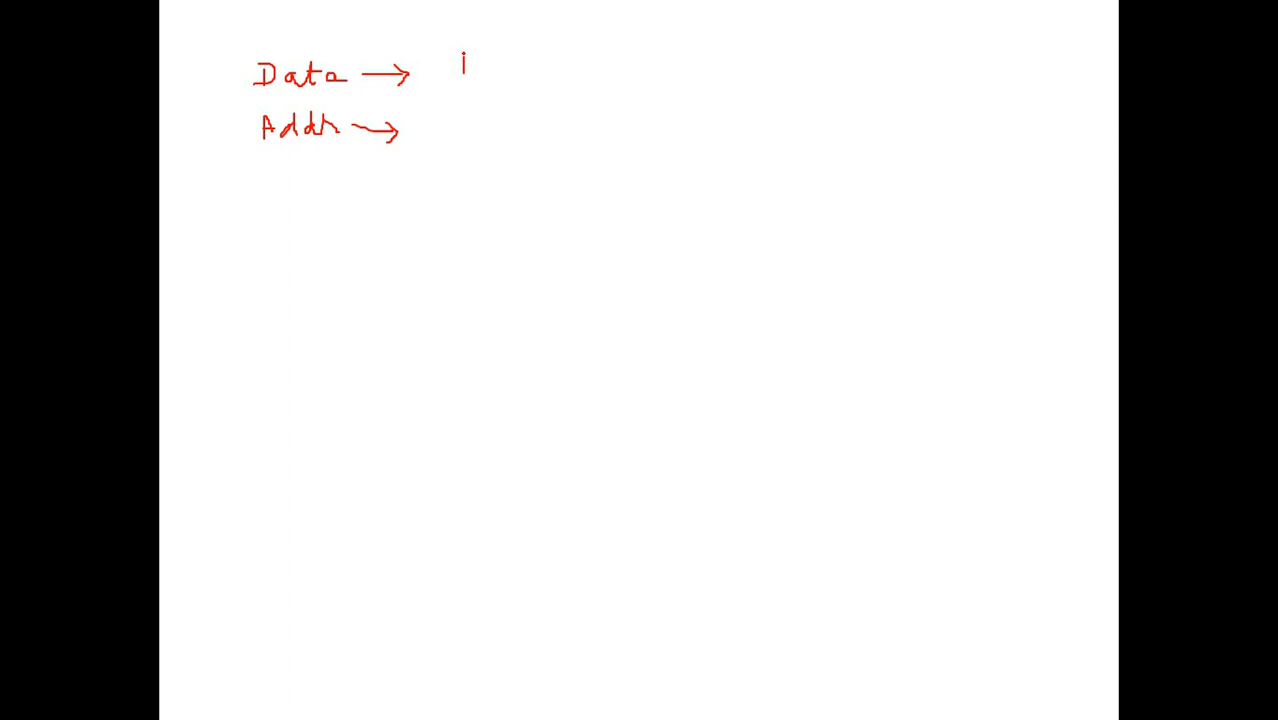 Data → i
Addr →